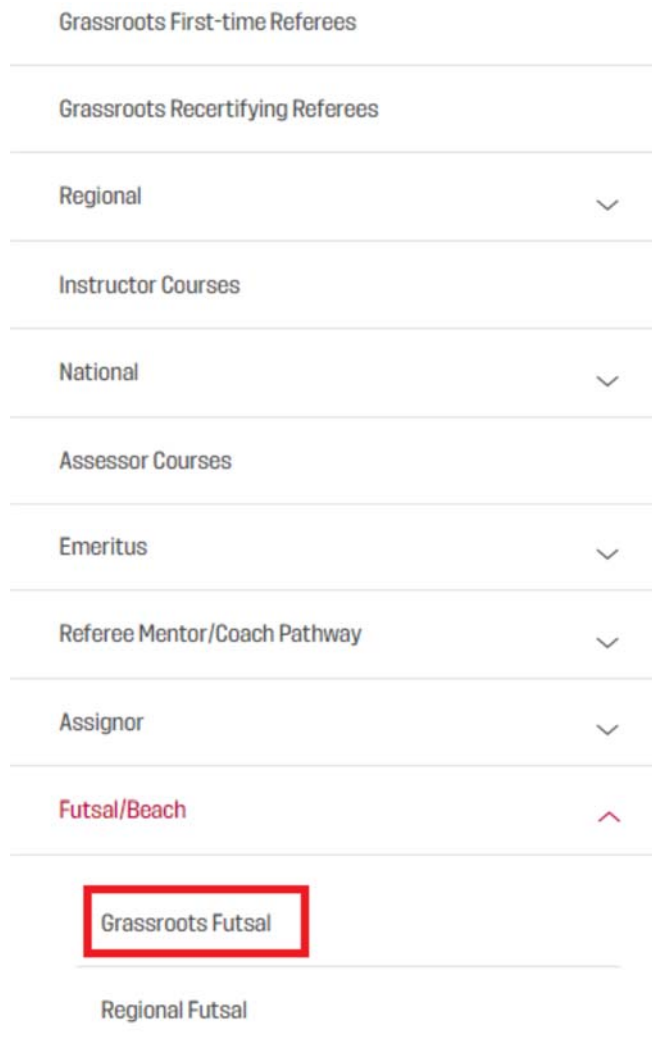 Grassroots First-time Referees
Grassroots Recertifying Referees
Regional
Instructor Courses
National
Assessor Courses
Emeritus
Referee Mentor/Coach Pathway
Assignor
Futsal/Beach
Grassroots Futsal
Regional Futsal